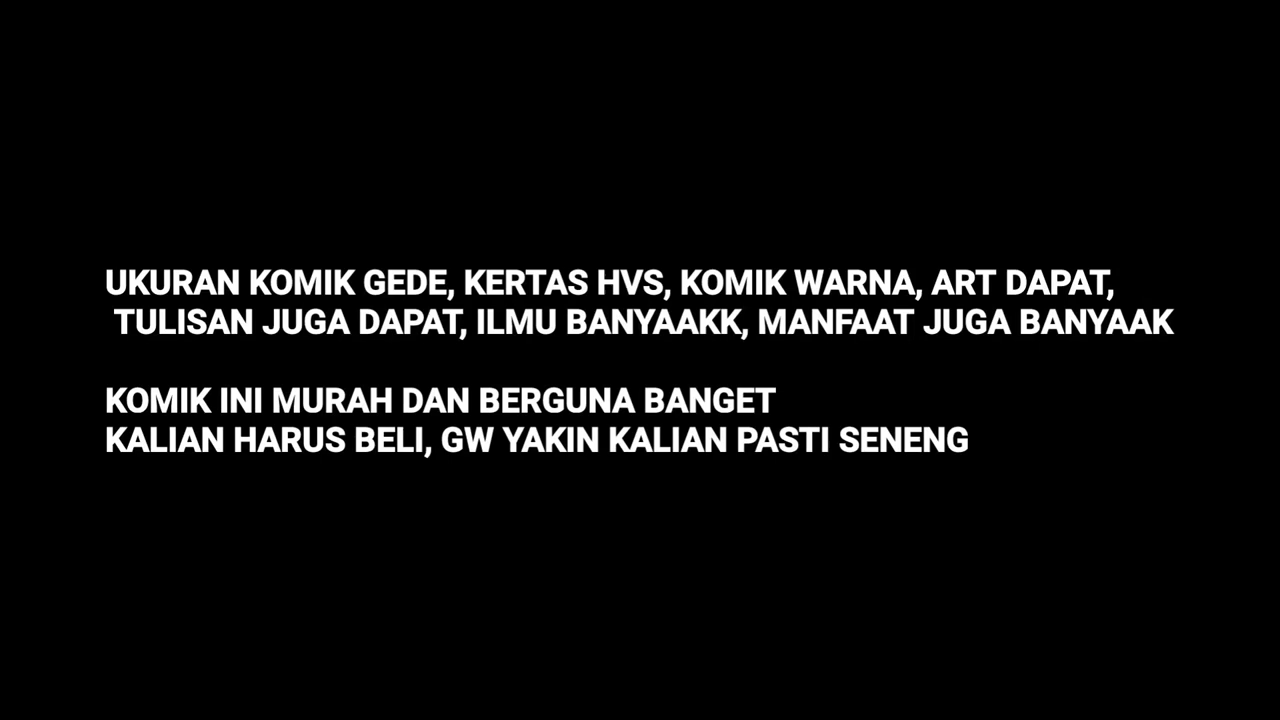 UKURAN KOMIK GEDE, KERTAS HVS, KOMIK WARNA, ART DAPAT,
TULISAN JUGA DAPAT, ILMU BANYAAKK, MANFAAT JUGA BANYAAK
KOMIK INI MURAH DAN BERGUNA BANGET
KALIAN HARUS BELI, GW YAKIN KALIAN PASTI SENENG